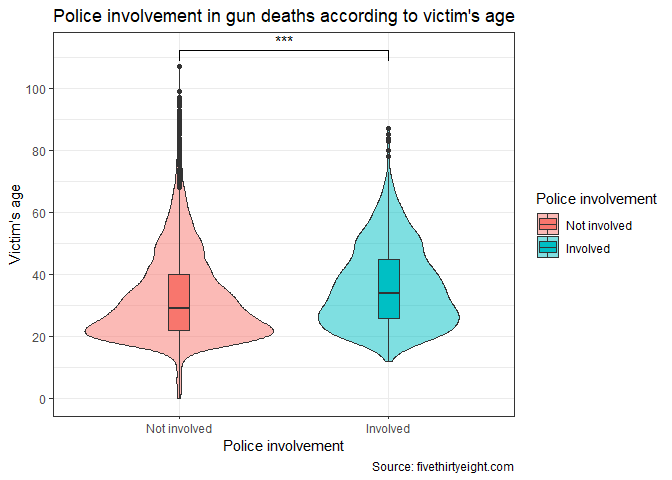 Police involvement in gun deaths according to victim's age
***
100
80
60
40
20
0
Victim's age
Not involved
Involved
Police involvement
Police involvement
Not involved
Involved
Source: fivethirtyeight.com